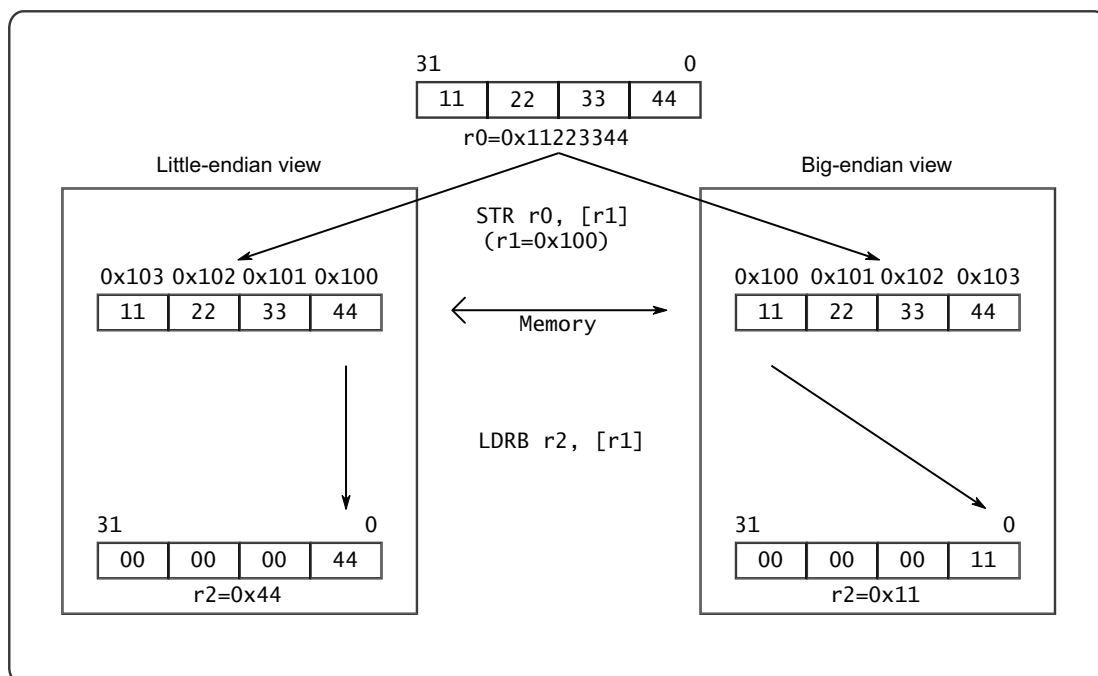 31 0
11 22 33 44
r0=0x11223344
Little-endian view
Big-endian view
STR r0, [r1]
(r1=0x100)
0x103 0x102 0x101 0x100
11 22 33 44
Memory
0x100 0x101 0x102 0x103
11 22 33 44
LDRB r2, [r1]
31 0
00 00 00 44
r2=0x44
31 0
00 00 00 11
r2=0x11